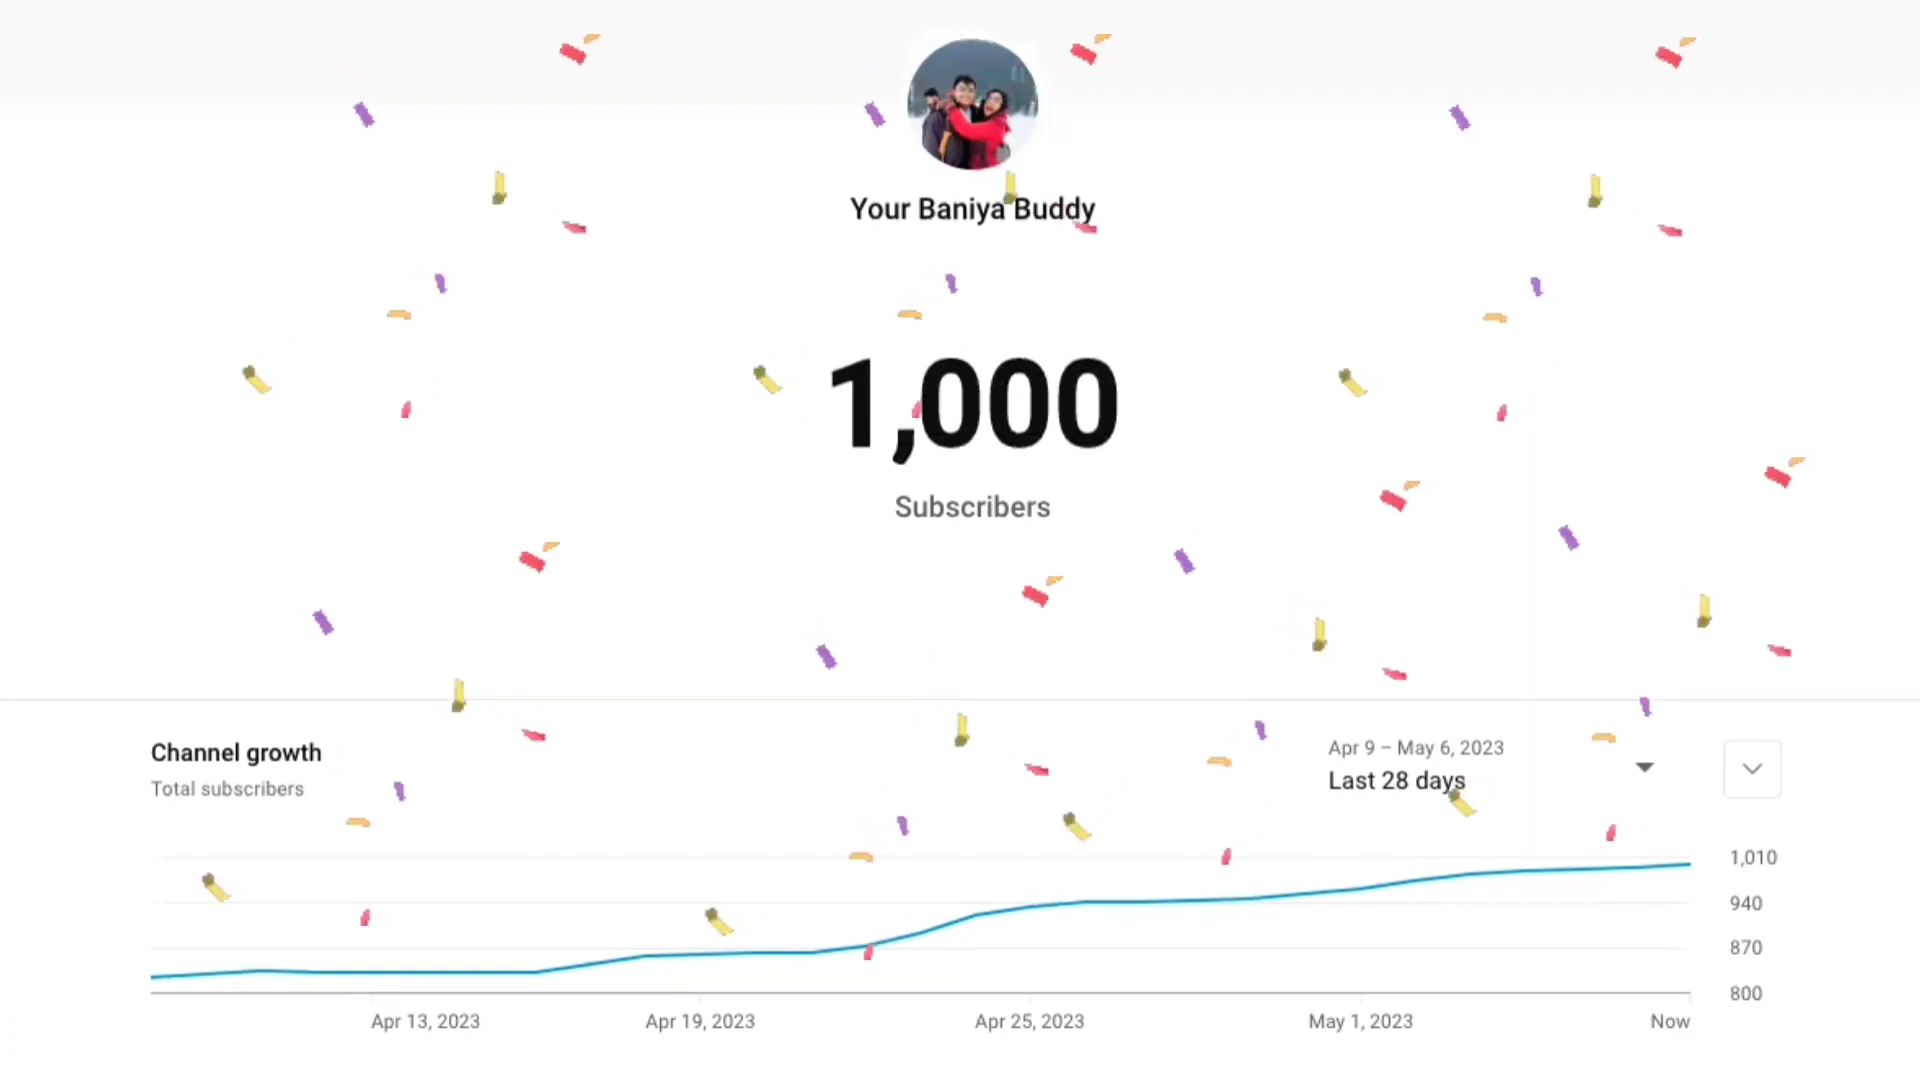 Your Baniya Buddy
1,000
Subscribers
Channel growth
Total subscribers
Apr 9 – May 6, 2023
Last 28 days
1,010
940
870
800
Apr 13, 2023
Apr 19, 2023
Apr 25, 2023
May 1, 2023
Now